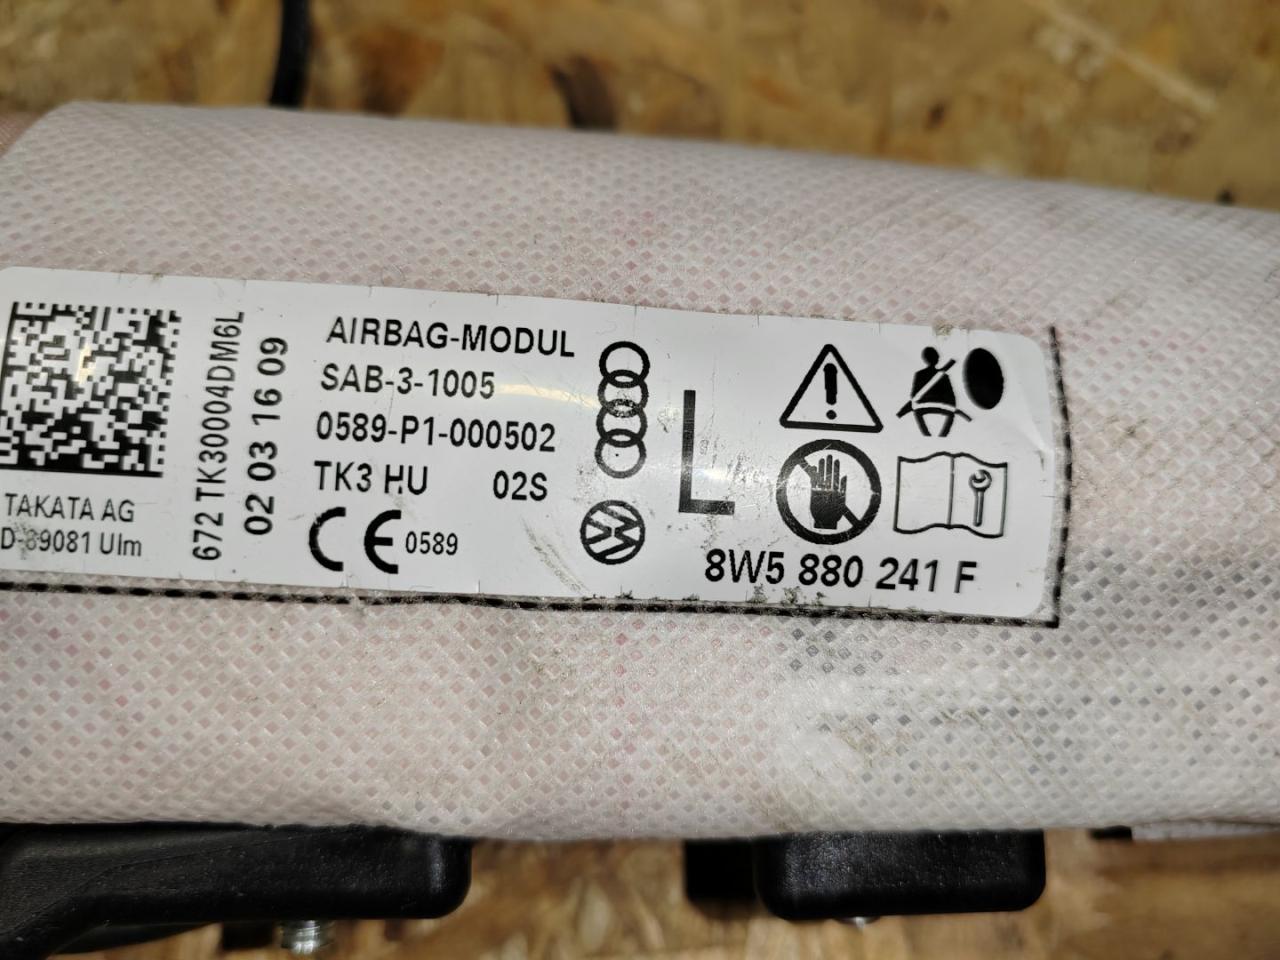 TAKATA AG
D-89081 Ulm
672 TK30004DM6L
02 03 16 09
AIRBAG-MODUL
SAB-3-1005
0589-P1-000502
TK3 HU 02S
CE 0589
L
8W5 880 241 F